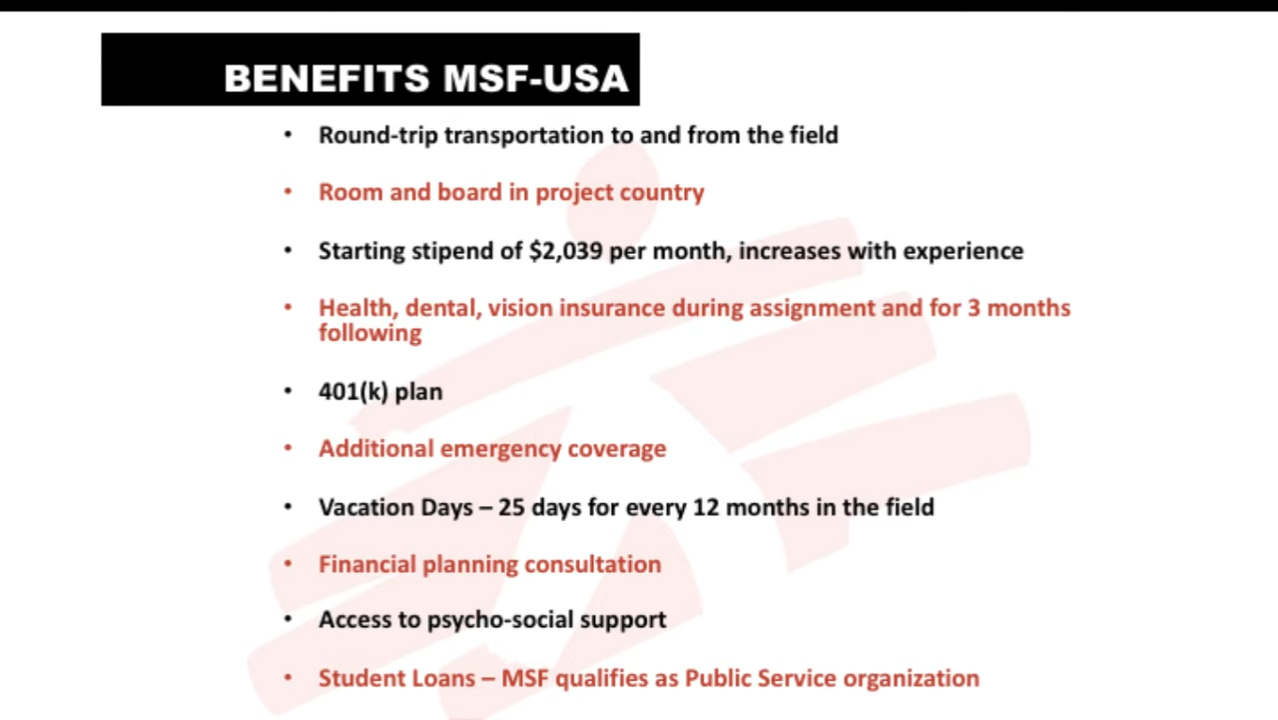 BENEFITS MSF-USA
• Round-trip transportation to and from the field
• Room and board in project country
• Starting stipend of $2,039 per month, increases with experience
• Health, dental, vision insurance during assignment and for 3 months
following
• 401(k) plan
• Additional emergency coverage
• Vacation Days – 25 days for every 12 months in the field
• Financial planning consultation
• Access to psycho-social support
• Student Loans – MSF qualifies as Public Service organization